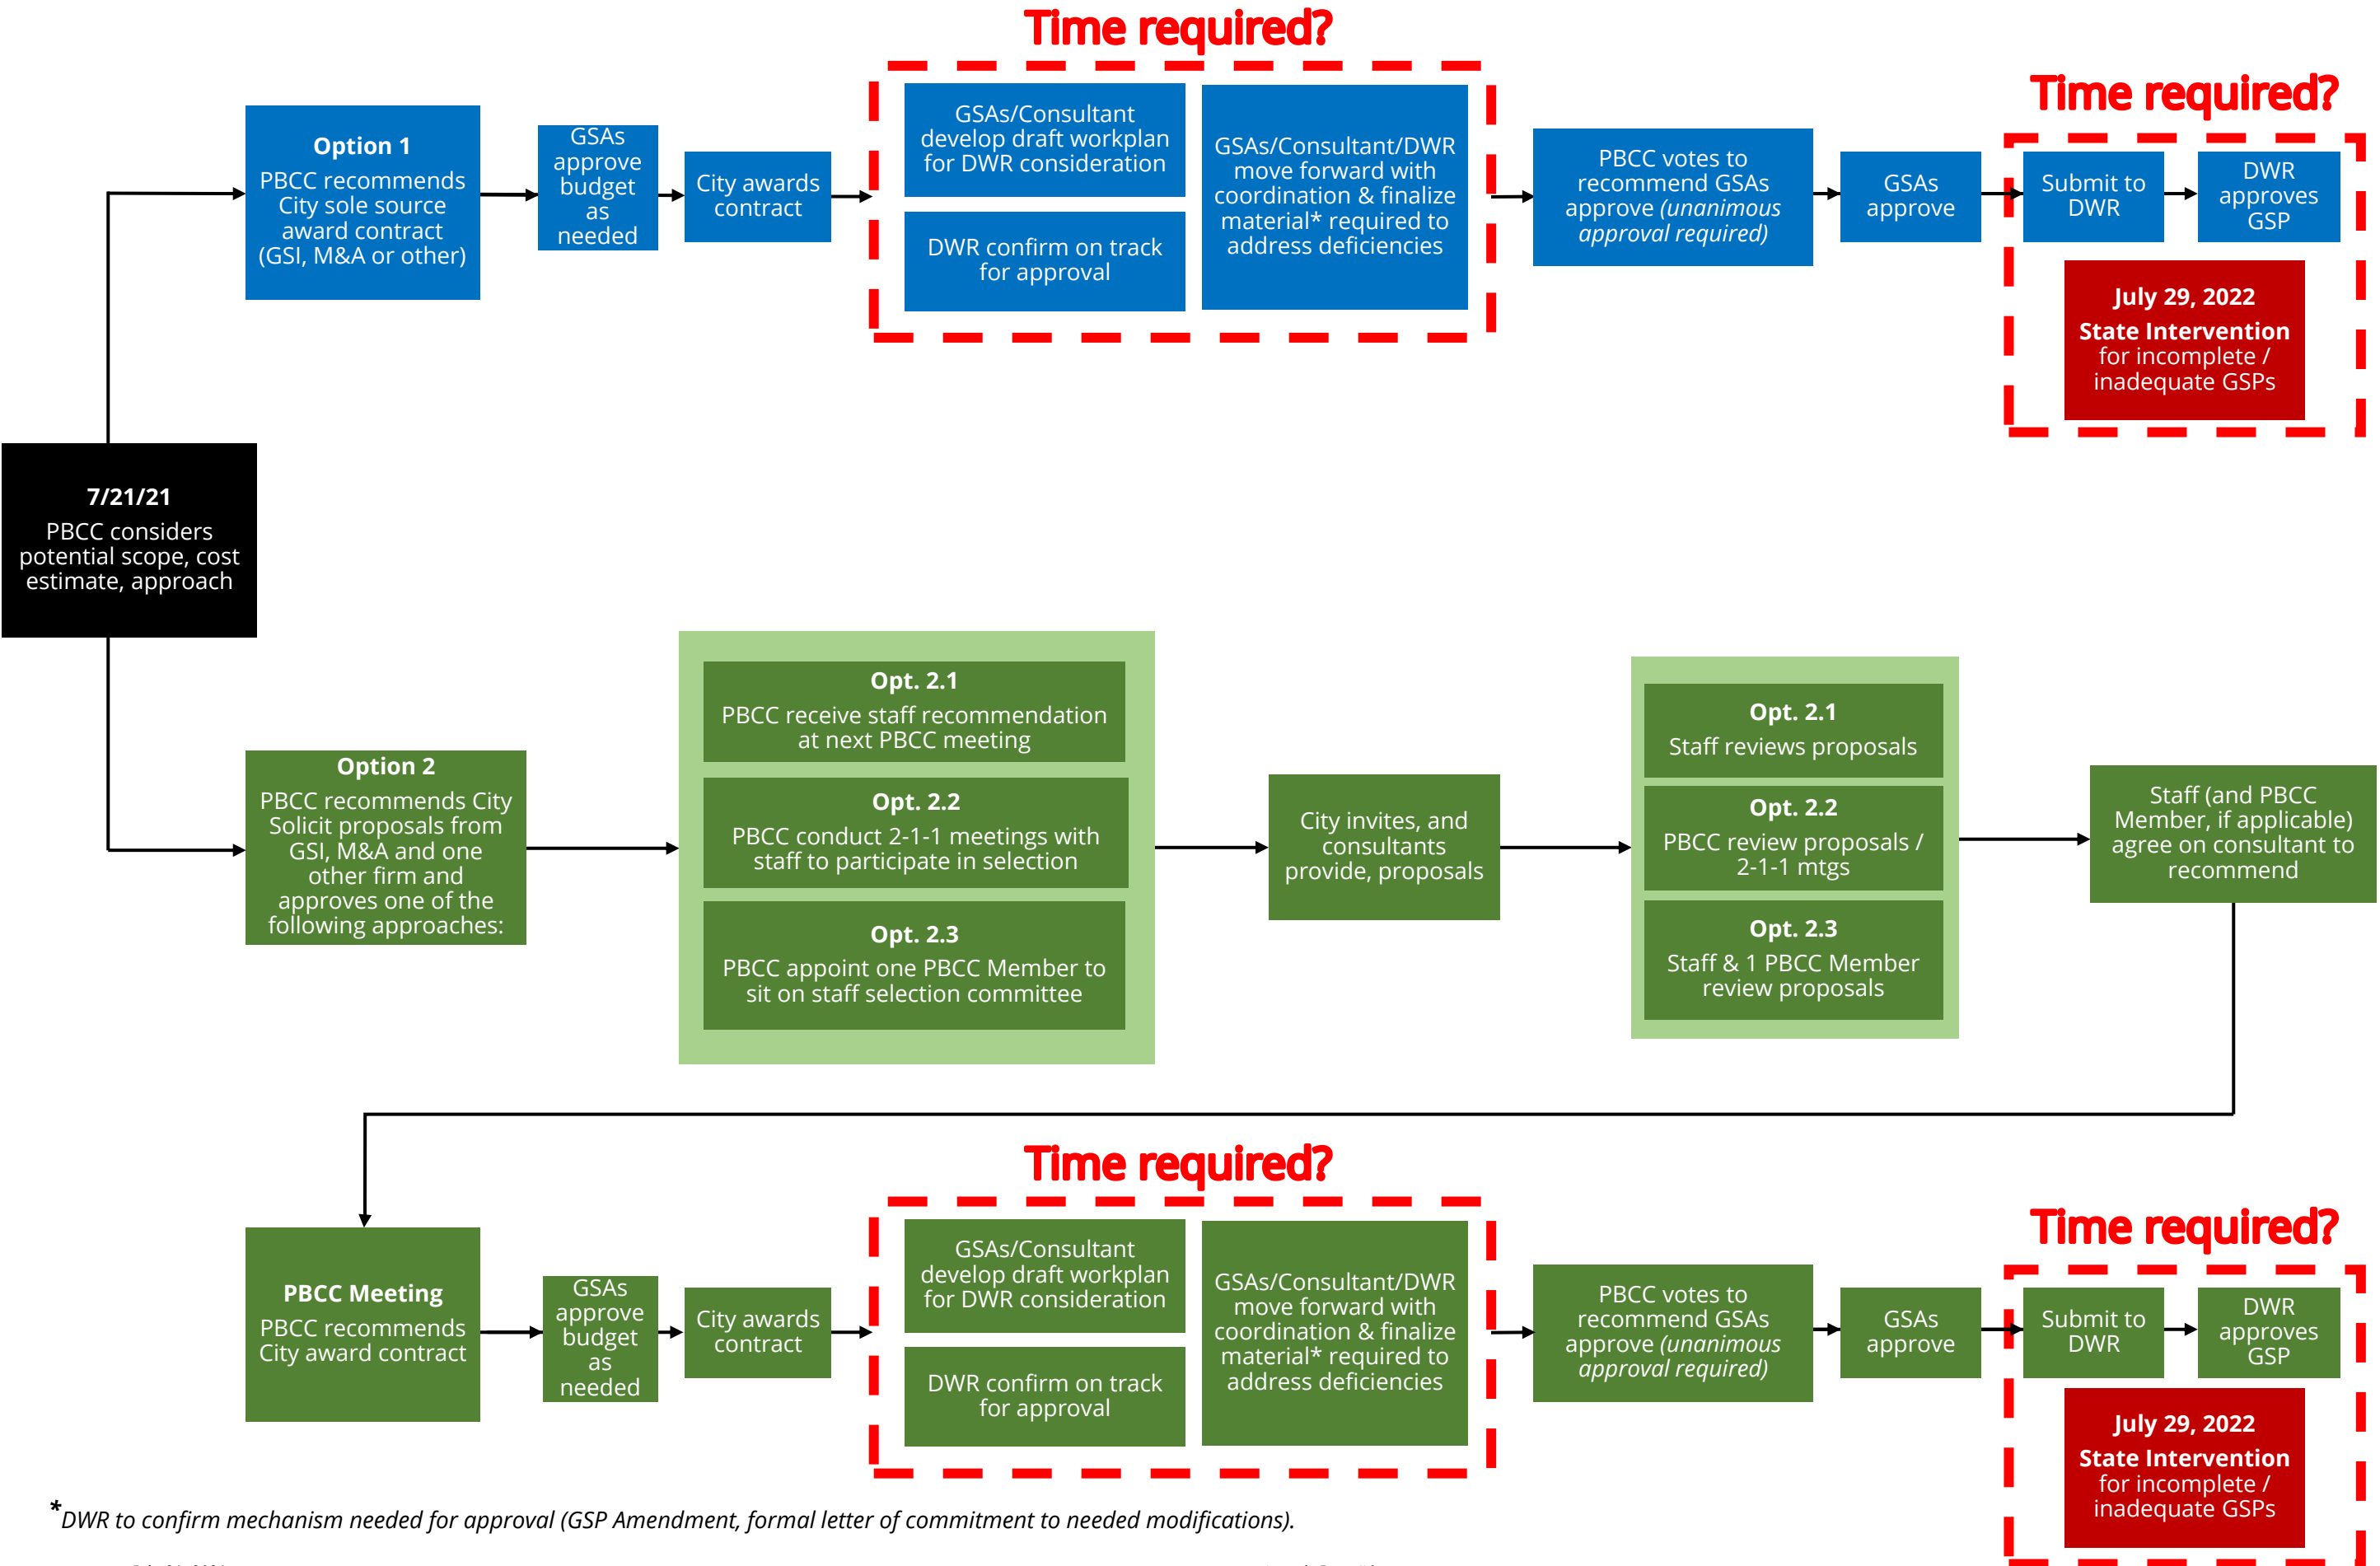 Time required?
Time required?
Option 1
PBCC recommends
City sole source
award contract
(GSI, M&A or other)
GSAs
approve
budget
as
needed
City awards
contract
GSAs/Consultant
develop draft workplan
for DWR consideration
DWR confirm on track
for approval
GSAs/Consultant/DWR
move forward with
coordination & finalize
material* required to
address deficiencies
PBCC votes to
recommend GSAs
approve (unanimous
approval required)
GSAs
approve
Submit to
DWR
DWR
approves
GSP
July 29, 2022
State Intervention
for incomplete /
inadequate GSPs
7/21/21
PBCC considers
potential scope, cost
estimate, approach
Option 2
PBCC recommends City
Solicit proposals from
GSI, M&A and one
other firm and
approves one of the
following approaches:
Opt. 2.1
PBCC receive staff recommendation
at next PBCC meeting
Opt. 2.2
PBCC conduct 2-1-1 meetings with
staff to participate in selection
Opt. 2.3
PBCC appoint one PBCC Member to
sit on staff selection committee
City invites, and
consultants
provide, proposals
Opt. 2.1
Staff reviews proposals
Opt. 2.2
PBCC review proposals /
2-1-1 mtgs
Opt. 2.3
Staff & 1 PBCC Member
review proposals
Staff (and PBCC
Member, if applicable)
agree on consultant to
recommend
Time required?
Time required?
PBCC Meeting
PBCC recommends
City award contract
GSAs
approve
budget
as
needed
City awards
contract
GSAs/Consultant
develop draft workplan
for DWR consideration
DWR confirm on track
for approval
GSAs/Consultant/DWR
move forward with
coordination & finalize
material* required to
address deficiencies
PBCC votes to
recommend GSAs
approve (unanimous
approval required)
GSAs
approve
Submit to
DWR
DWR
approves
GSP
July 29, 2022
State Intervention
for incomplete /
inadequate GSPs
*DWR to confirm mechanism needed for approval (GSP Amendment, formal letter of commitment to needed modifications).